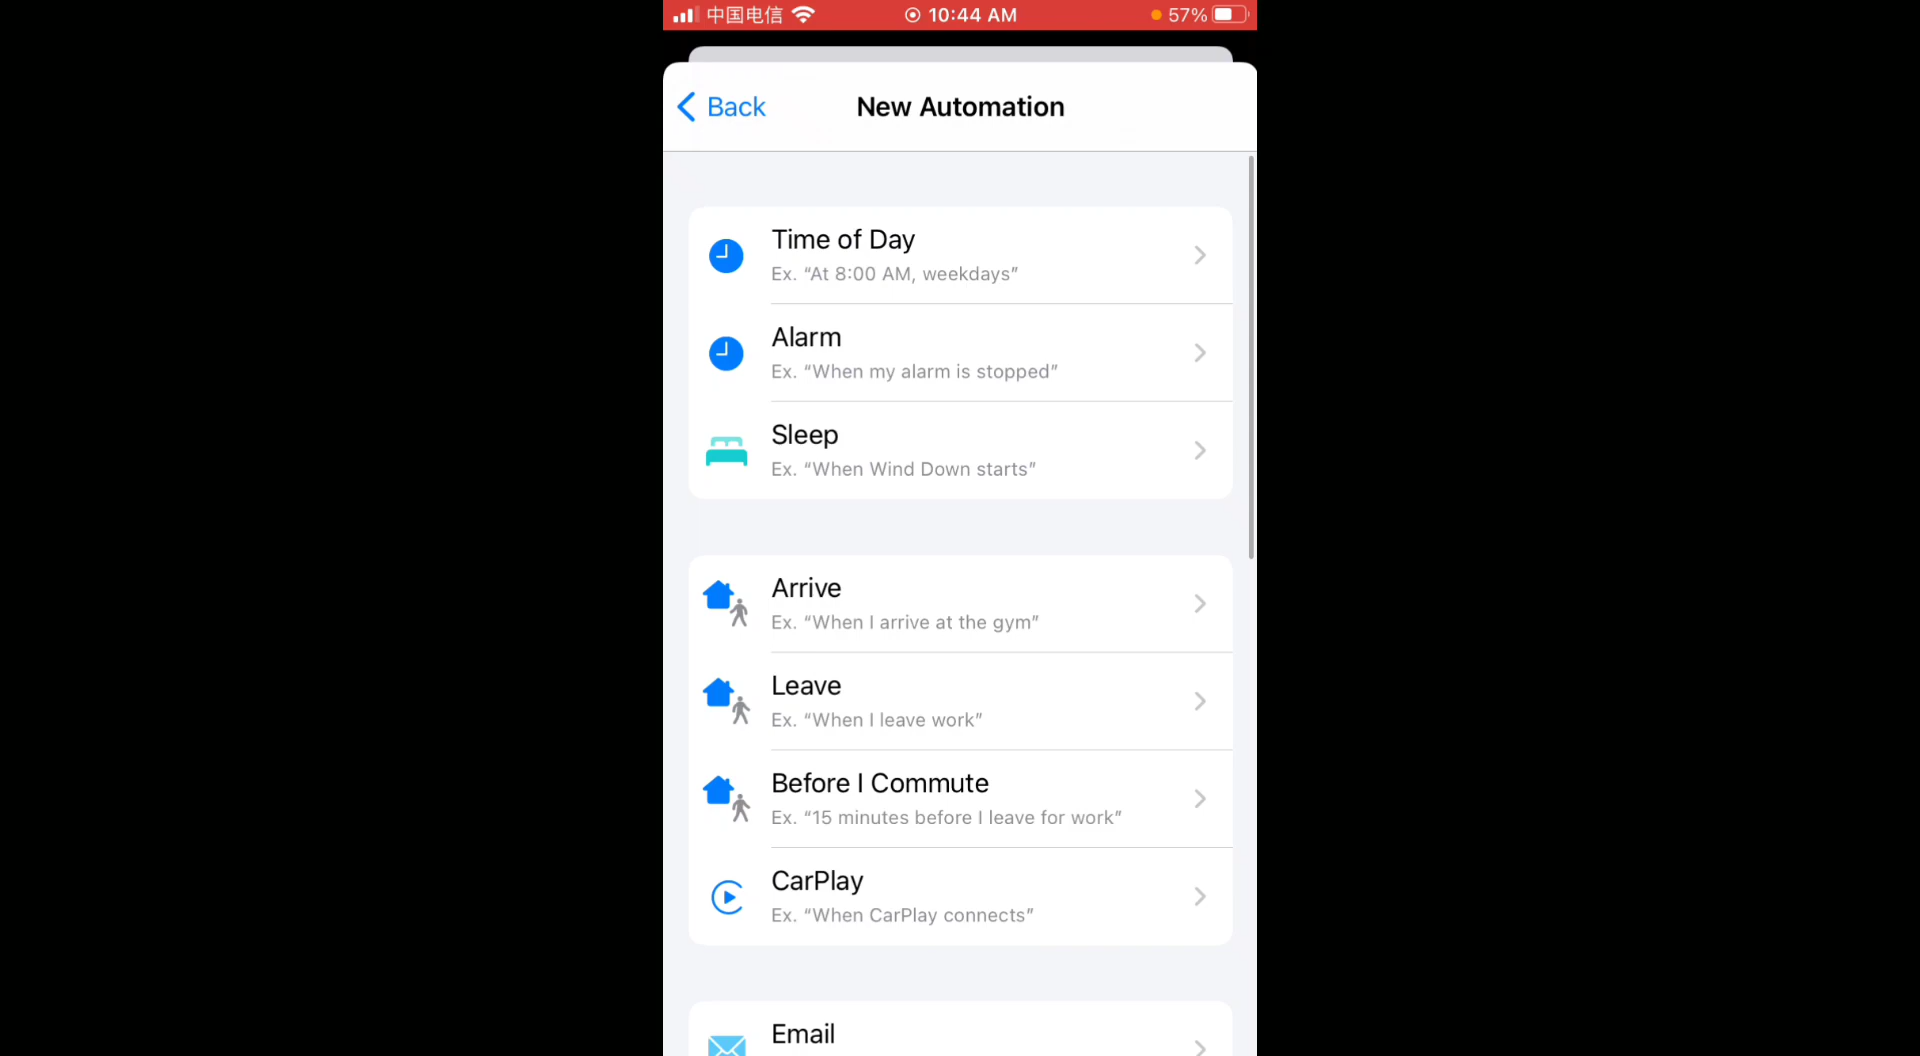 中国电信 10:44 AM 57%
Back New Automation
Time of Day
Ex. “At 8:00 AM, weekdays”
Alarm
Ex. “When my alarm is stopped”
Sleep
Ex. “When Wind Down starts”
Arrive
Ex. “When I arrive at the gym”
Leave
Ex. “When I leave work”
Before I Commute
Ex. “15 minutes before I leave for work”
CarPlay
Ex. “When CarPlay connects”
Email